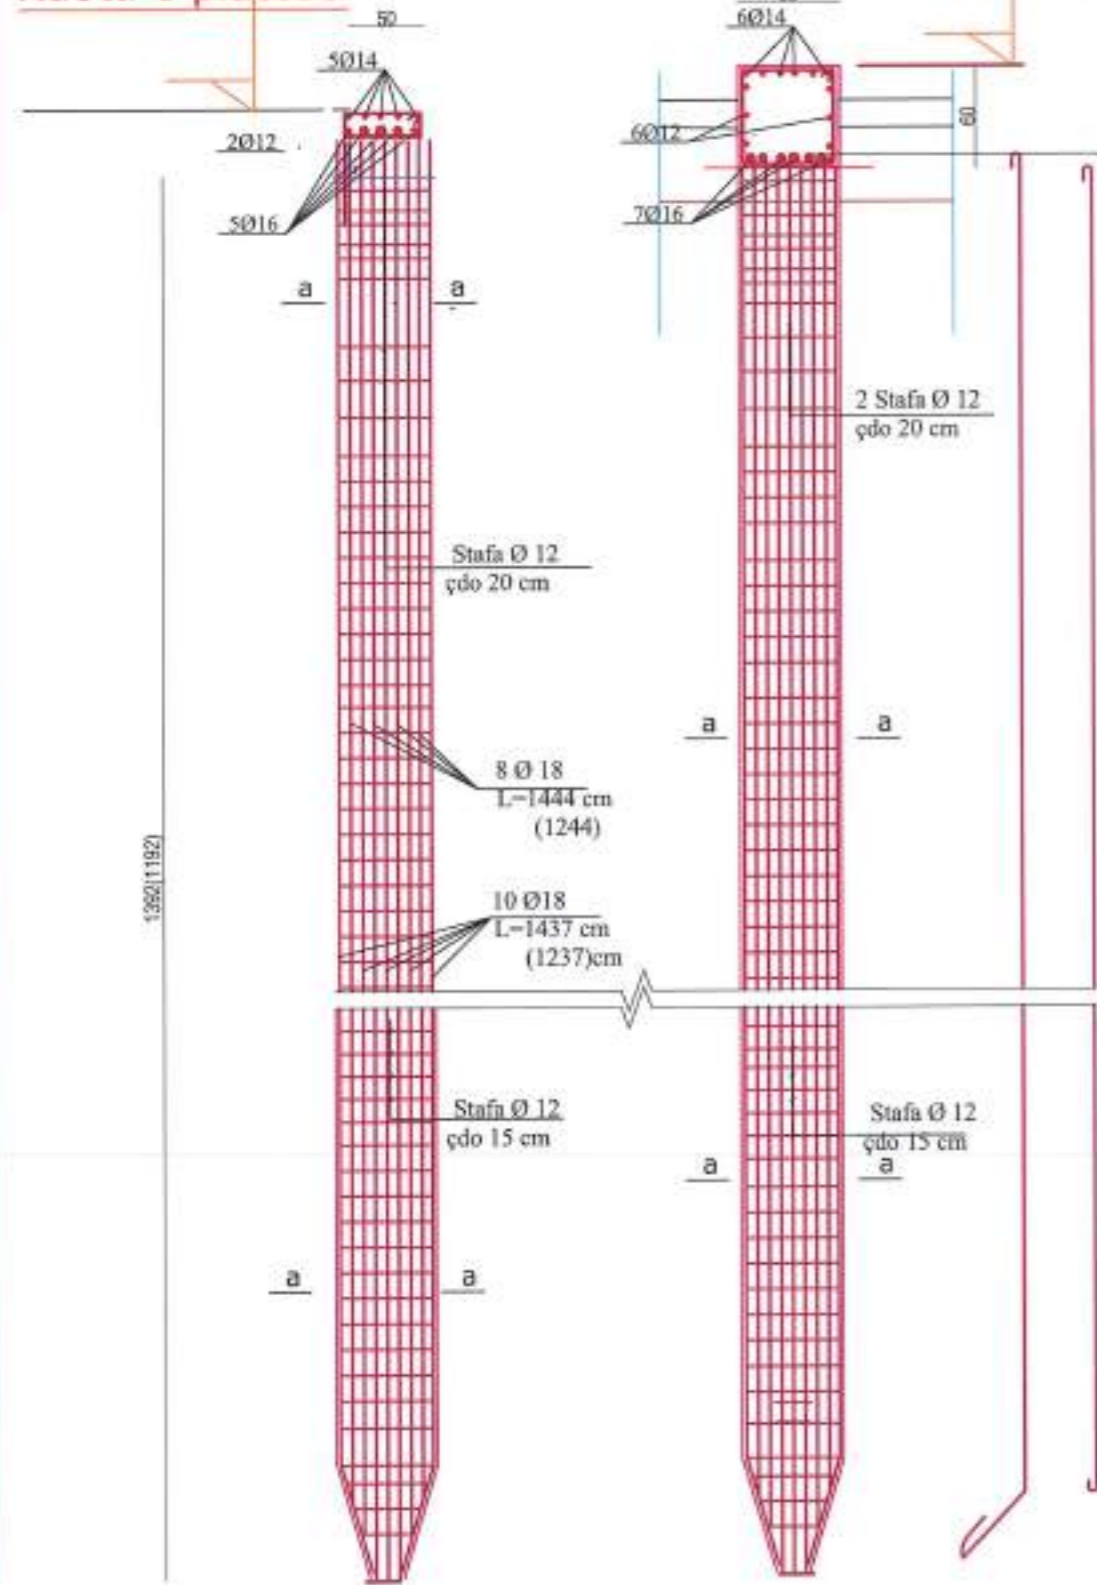 50
6Ø14
5Ø14
2Ø12
6Ø12
60
5Ø16
7Ø16
a
a
2 Stafa Ø 12
çdo 20 cm
Stafa Ø 12
çdo 20 cm
a
a
8 Ø 18
L=1444 cm
(1244)
1392(1192)
10 Ø18
L=1437 cm
(1237)cm
Stafa Ø 12
çdo 15 cm
Stafa Ø 12
çdo 15 cm
a
a
a
a